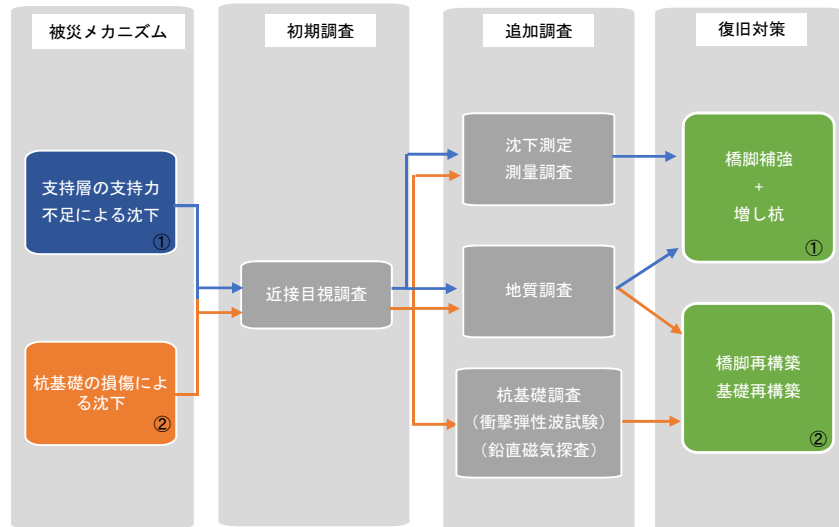 被災メカニズム
初期調査
追加調査
復旧対策
支持層の支持力
不足による沈下
①
杭基礎の損傷によ
る沈下
②
近接目視調査
沈下測定
測量調査
地質調査
杭基礎調査
（衝撃弾性波試験）
（鉛直磁気探査）
橋脚補強
+
増し杭
①
橋脚再構築
基礎再構築
②